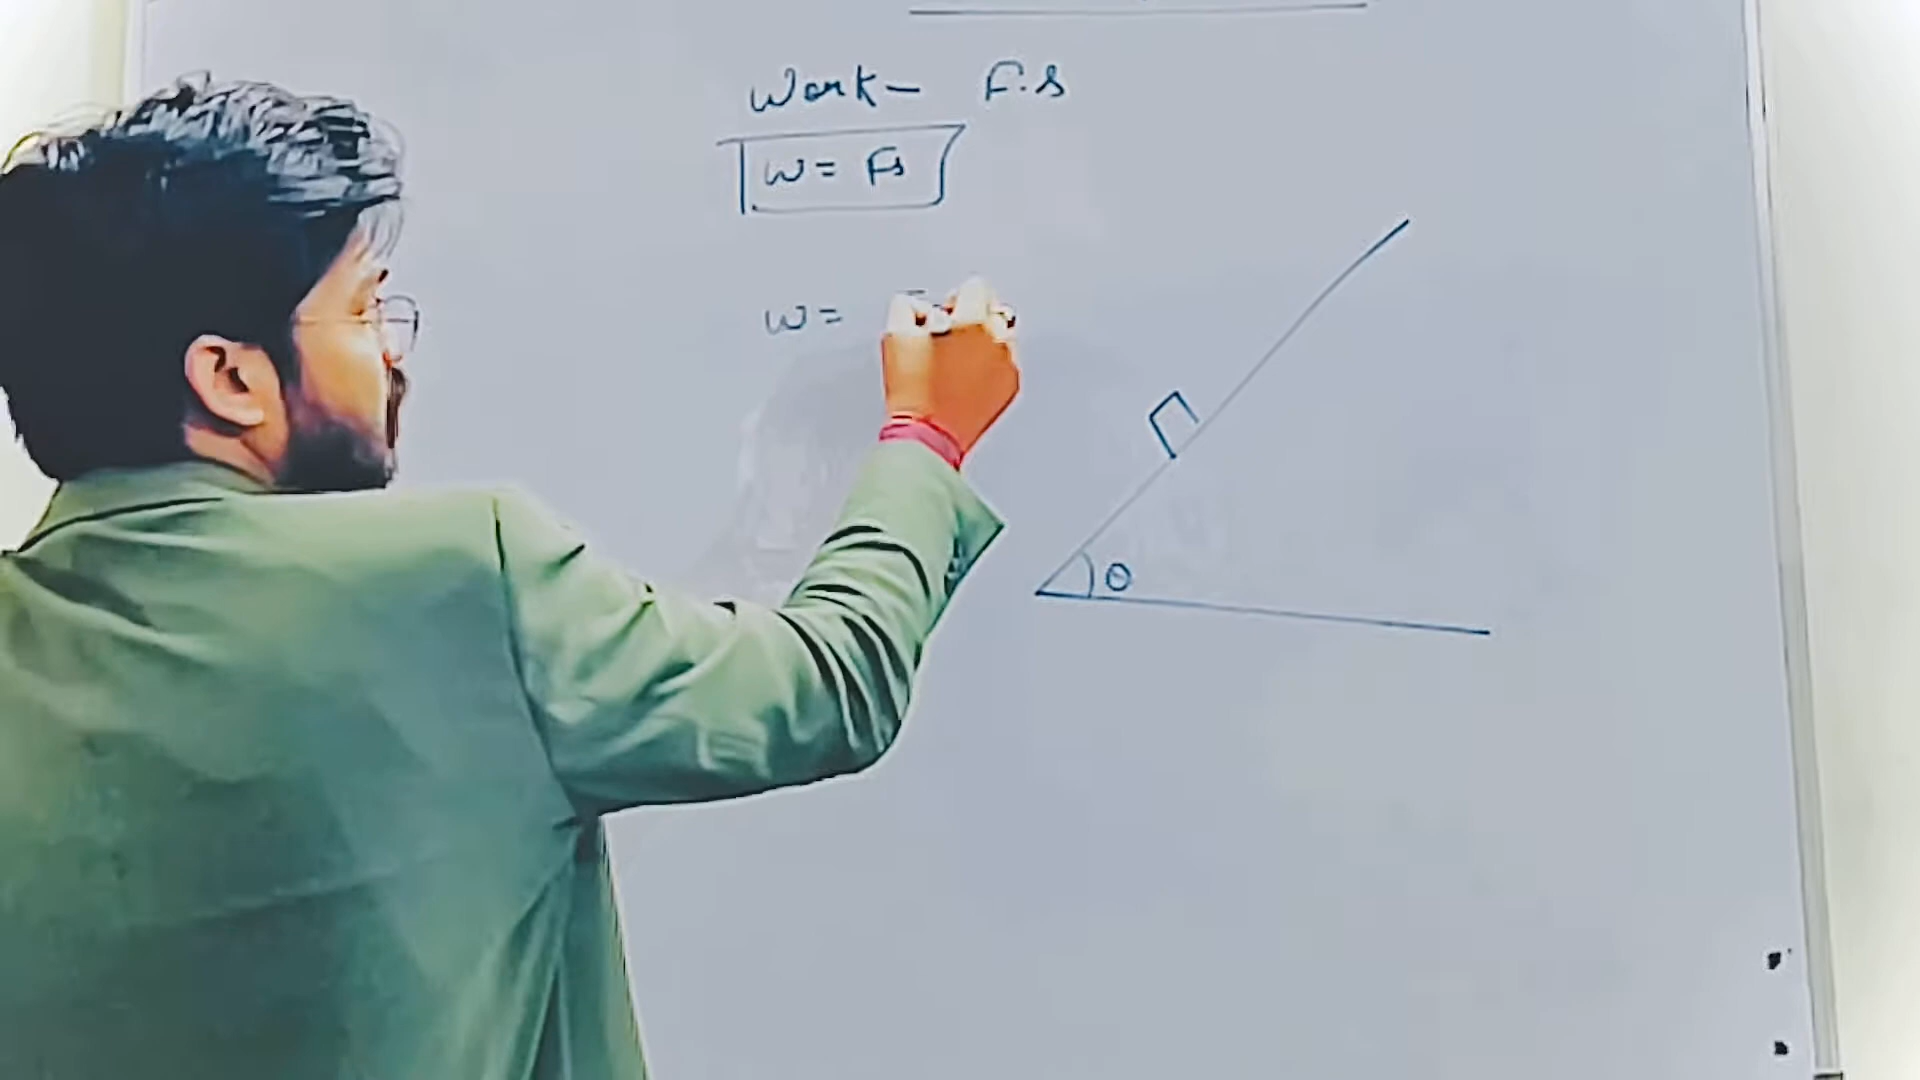 Work - F.s
W = Fs
W =
θ